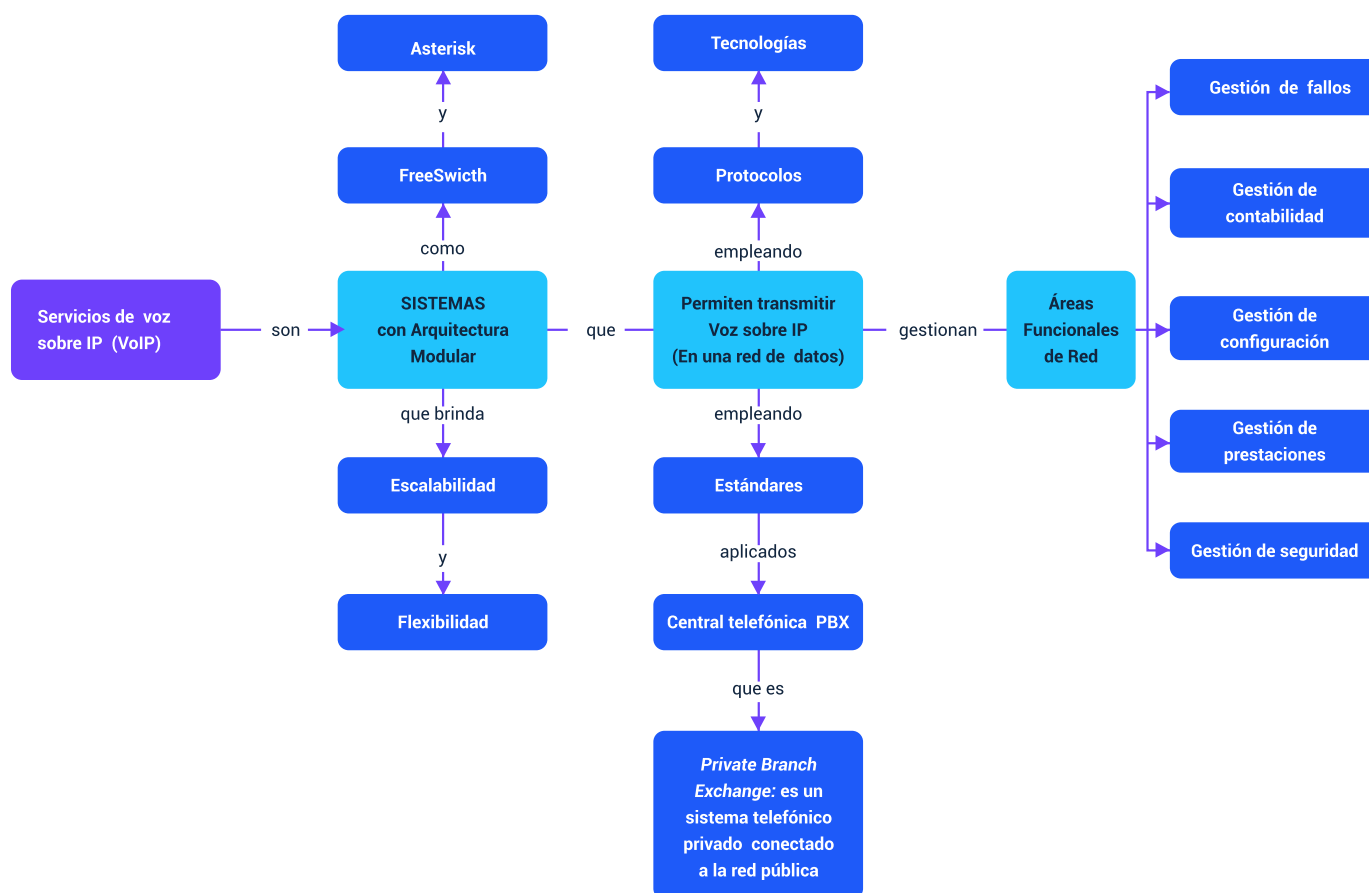 Asterisk
y
FreeSwicth
como
Servicios de voz
sobre IP (VoIP)
son
SISTEMAS
con Arquitectura
Modular
que brinda
Escalabilidad
y
Flexibilidad
que
Tecnologías
y
Protocolos
empleando
Permiten transmitir
Voz sobre IP
(En una red de datos)
empleando
Estándares
aplicados
Central telefónica PBX
que es
Private Branch
Exchange: es un
sistema telefónico
privado conectado
a la red pública
gestionan
Áreas
Funcionales
de Red
Gestión de fallos
Gestión de
contabilidad
Gestión de
configuración
Gestión de
prestaciones
Gestión de seguridad